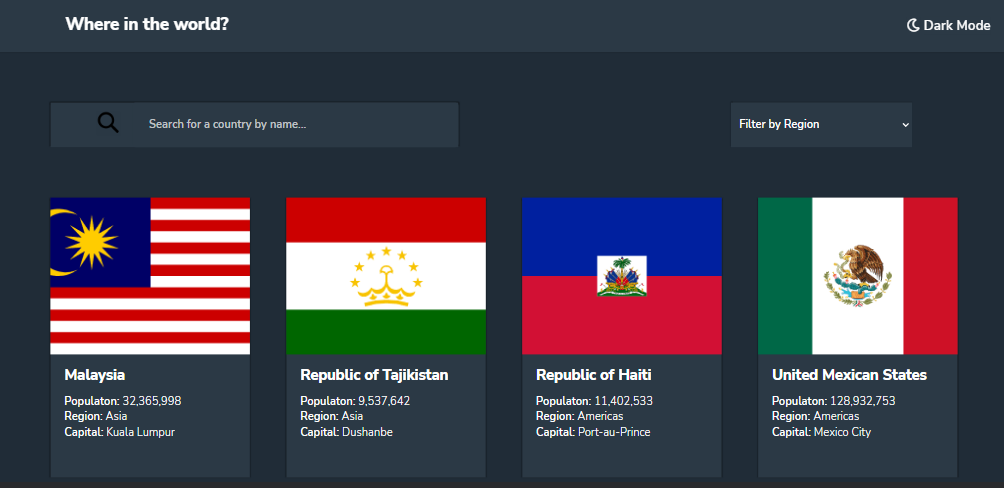 Where in the world?
Dark Mode
Search for a country by name...
Filter by Region
Malaysia
Populaton: 32,365,998
Region: Asia
Capital: Kuala Lumpur
Republic of Tajikistan
Populaton: 9,537,642
Region: Asia
Capital: Dushanbe
Republic of Haiti
Populaton: 11,402,533
Region: Americas
Capital: Port-au-Prince
United Mexican States
Populaton: 128,932,753
Region: Americas
Capital: Mexico City